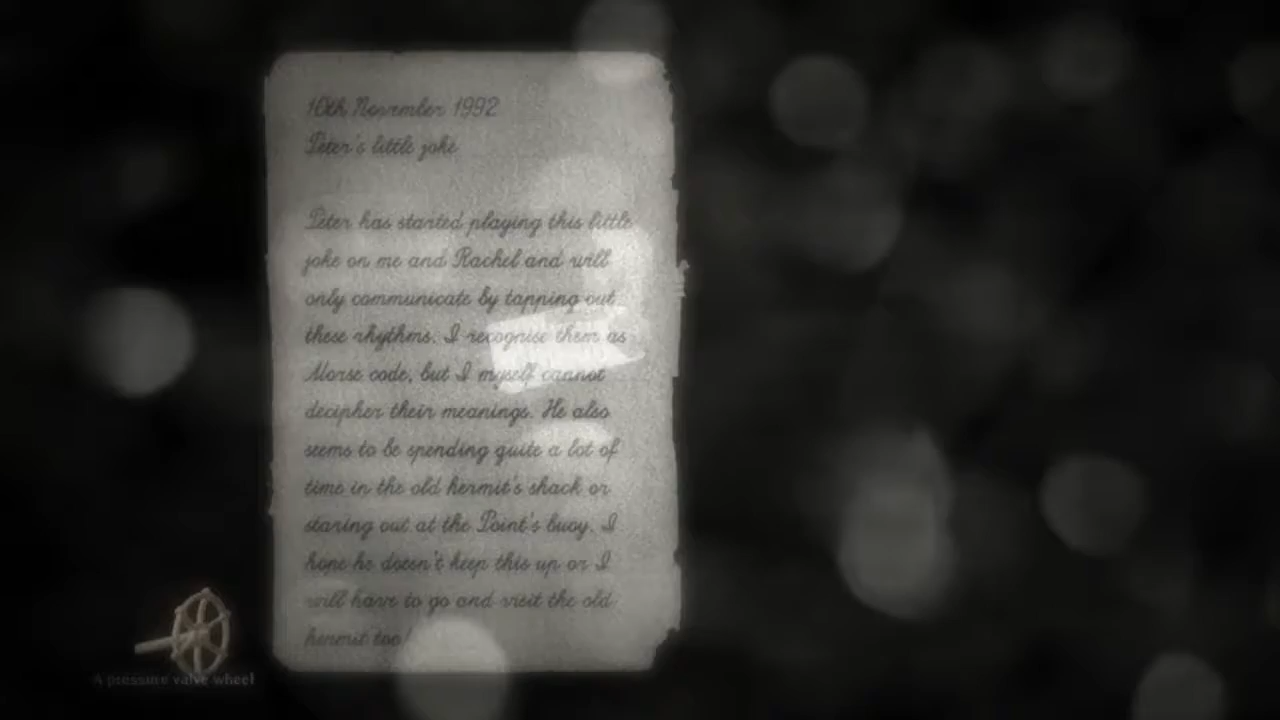 10th November 1992
Peter's little joke
Peter has started playing this little
joke on me and Rachel and will
only communicate by tapping out
these rhythms. I recognise them as
Morse code, but I myself cannot
decipher their meanings. He also
seems to be spending quite a lot of
time in the old hermit's shack or
staring out at the Point's buoy. I
hope he doesn't keep this up or I
will have to go and visit the old
hermit too!
A pressure valve wheel